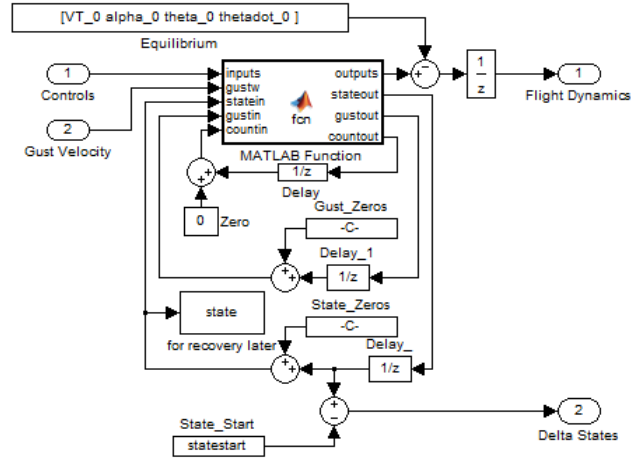 [VT_0 alpha_0 theta_0 thetadot_0 ]
Equilibrium
1
Controls
2
Gust Velocity
inputs
gustw
statein
gustin
countin
fcn
outputs
stateout
gustout
countout
MATLAB Function
1
z
1
Flight Dynamics
1/z
Delay
0
Zero
Gust_Zeros
-C-
Delay_1
1/z
state
for recovery later
State_Zeros
-C-
Delay_
1/z
State_Start
statestart
2
Delta States